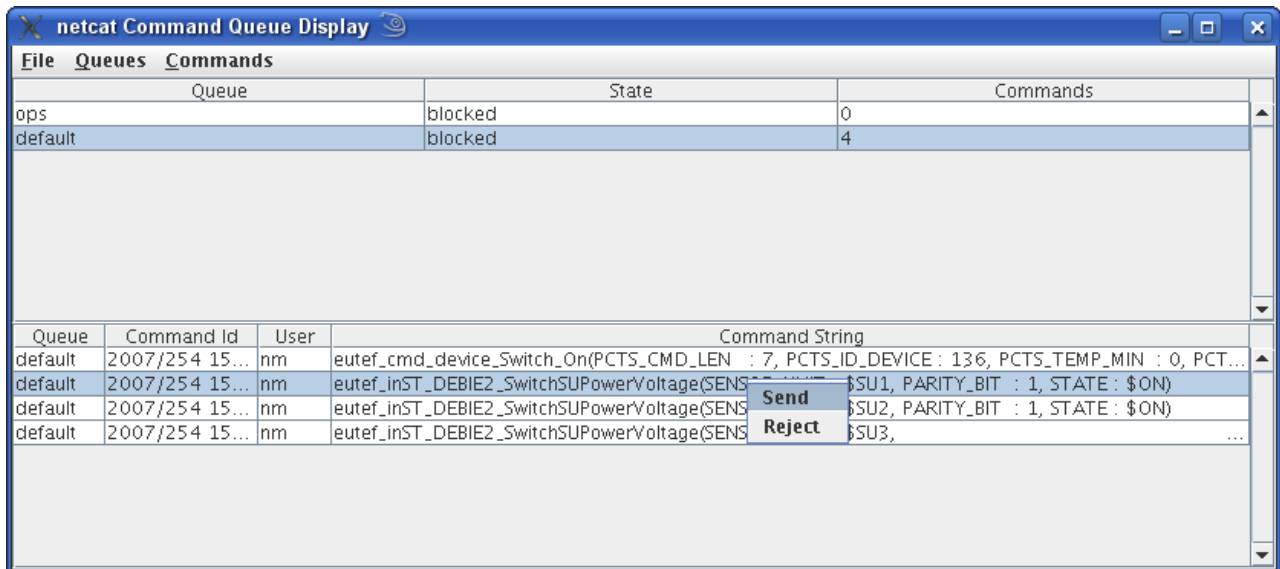 netcat Command Queue Display
File Queues Commands
Queue State Commands
ops blocked 0
default blocked 4
Queue Command Id User Command String
default 2007/254 15... nm eutef_cmd_device_Switch_On(PCTS_CMD_LEN : 7, PCTS_ID_DEVICE : 136, PCTS_TEMP_MIN : 0, PCT...
default 2007/254 15... nm eutef_inST_DEBIE2_SwitchSUPowerVoltage(SENS $SU1, PARITY_BIT : 1, STATE : $ON)
Send
default 2007/254 15... nm eutef_inST_DEBIE2_SwitchSUPowerVoltage(SENS $SU2, PARITY_BIT : 1, STATE : $ON)
Reject
default 2007/254 15... nm eutef_inST_DEBIE2_SwitchSUPowerVoltage(SENS $SU3, ...